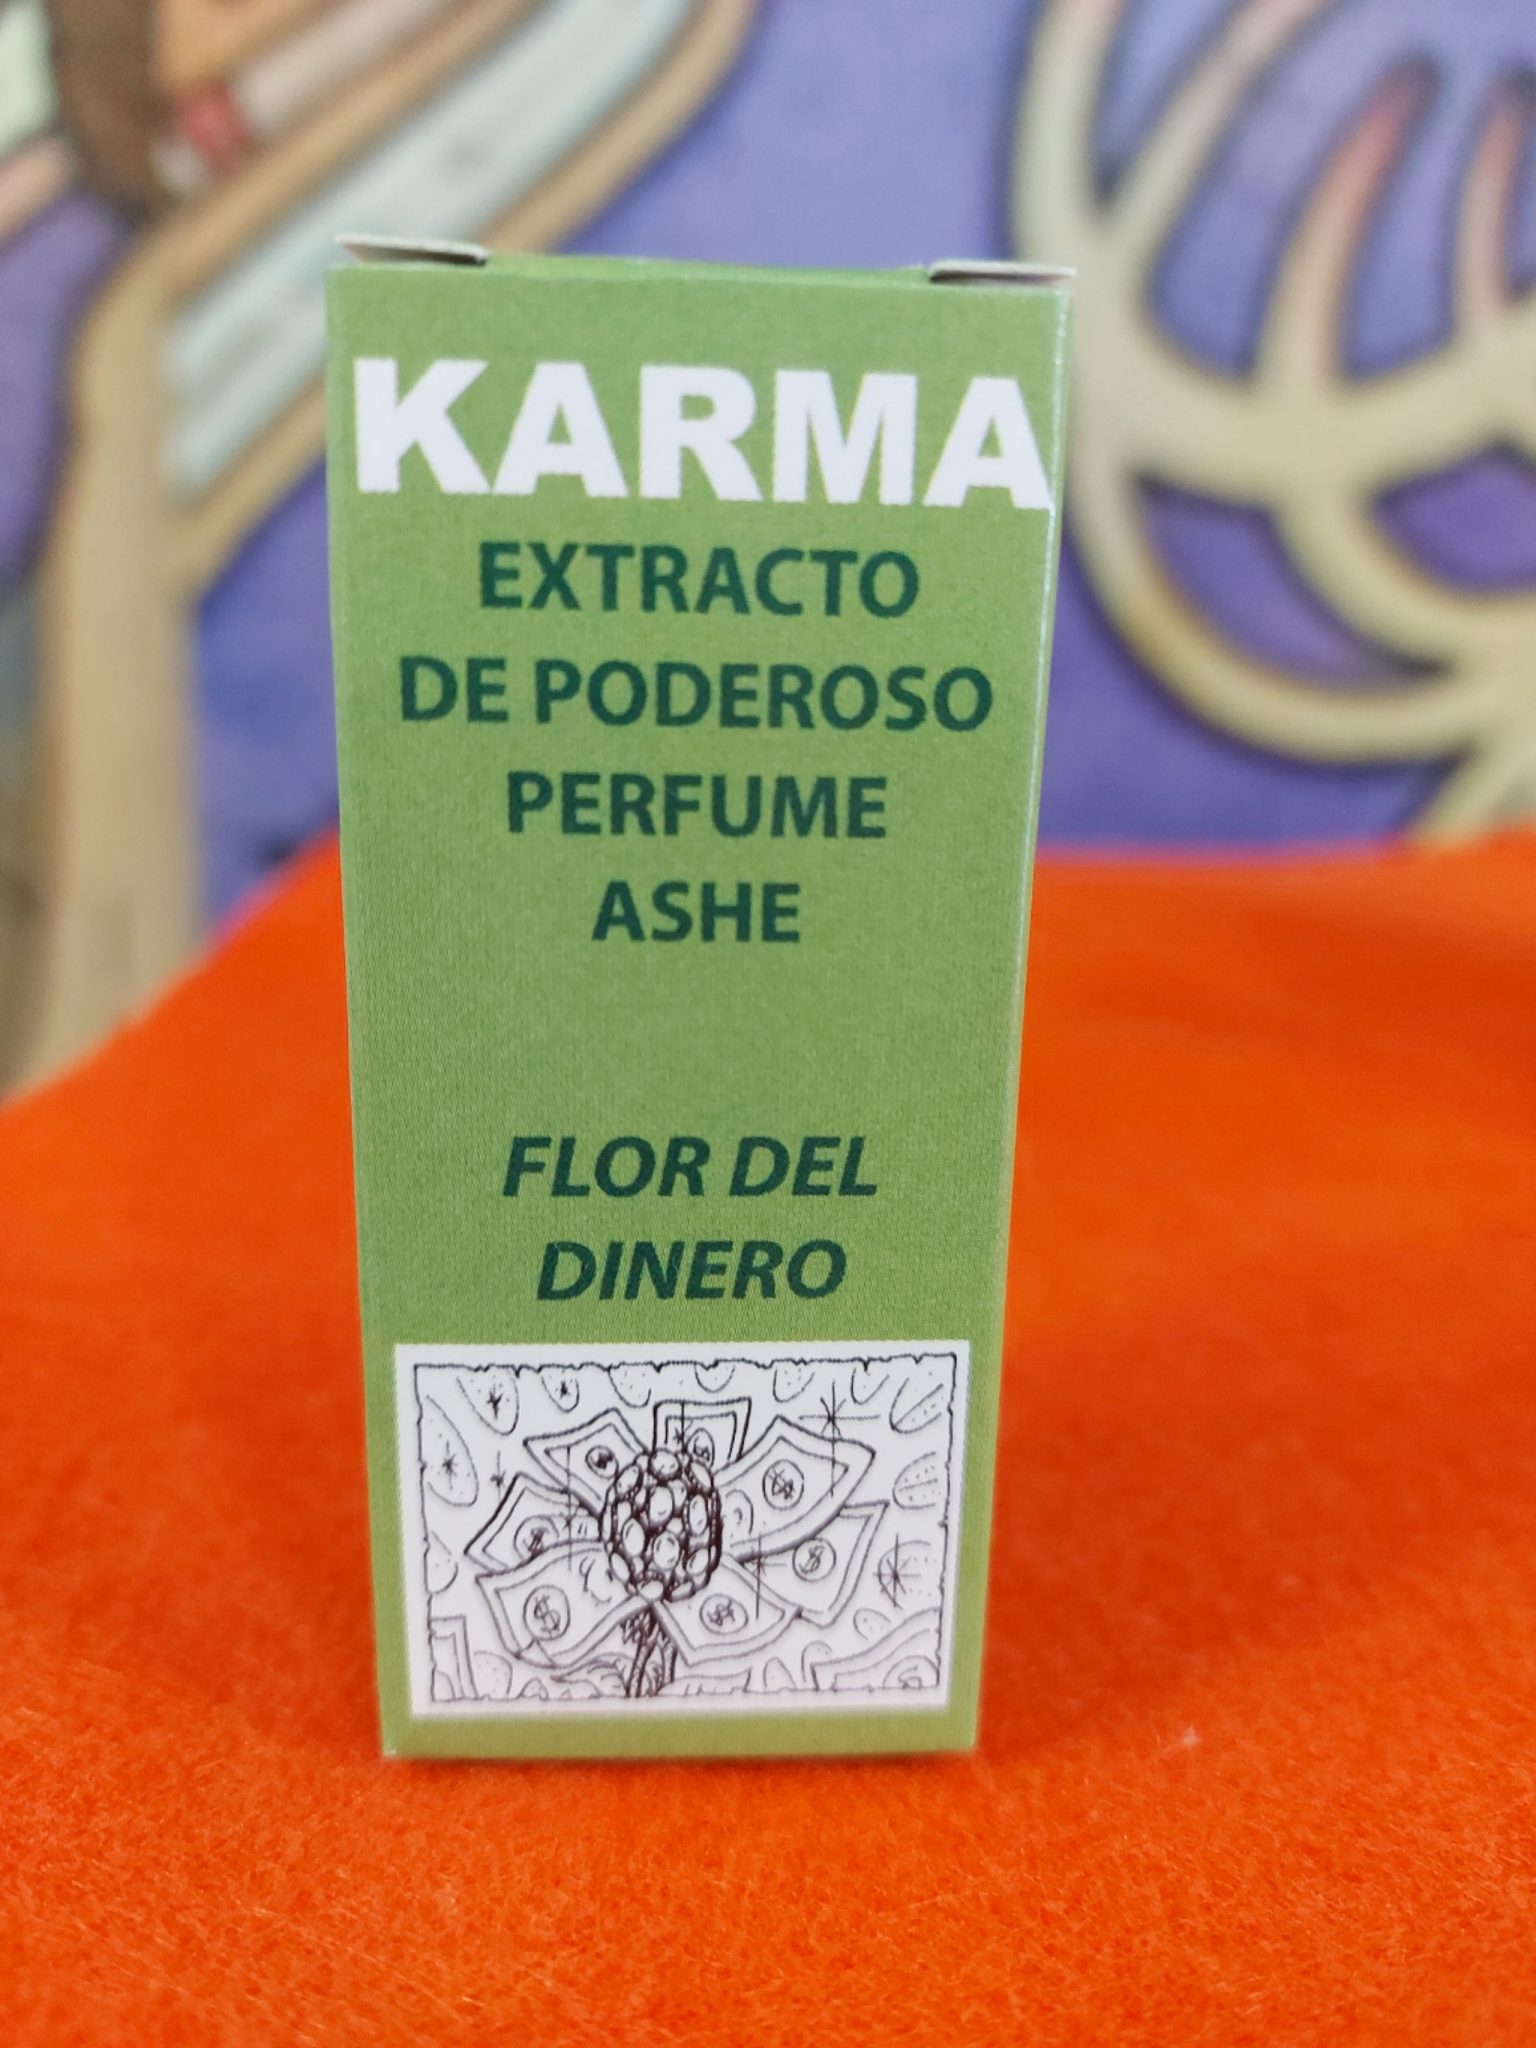 KARMA
EXTRACTO
DE PODEROSO
PERFUME
ASHE
FLOR DEL
DINERO